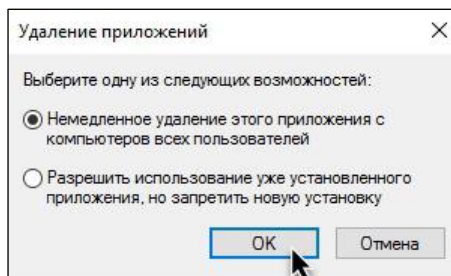 Удаление приложений
Выберите одну из следующих возможностей:
Немедленное удаление этого приложения с
компьютеров всех пользователей
Разрешить использование уже установленного
приложения, но запретить новую установку
OK
Отмена